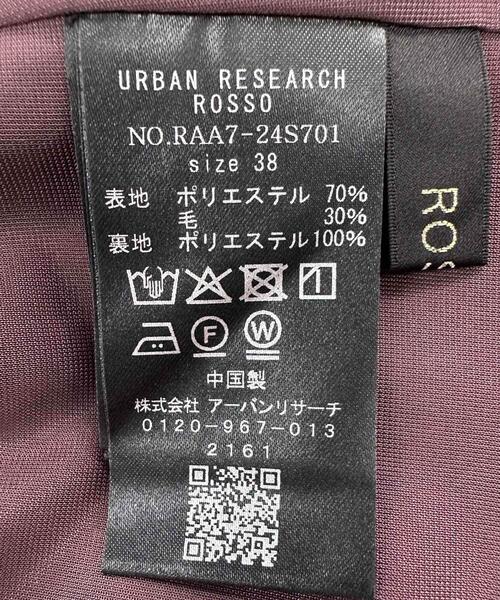 URBAN RESEARCH
ROSSO
NO.RAA7-24S701
size 38
表地 ポリエステル 70%
毛 30%
裏地 ポリエステル100%
F W
中国製
株式会社 アーバンリサーチ
0120-967-013
2161
ROS